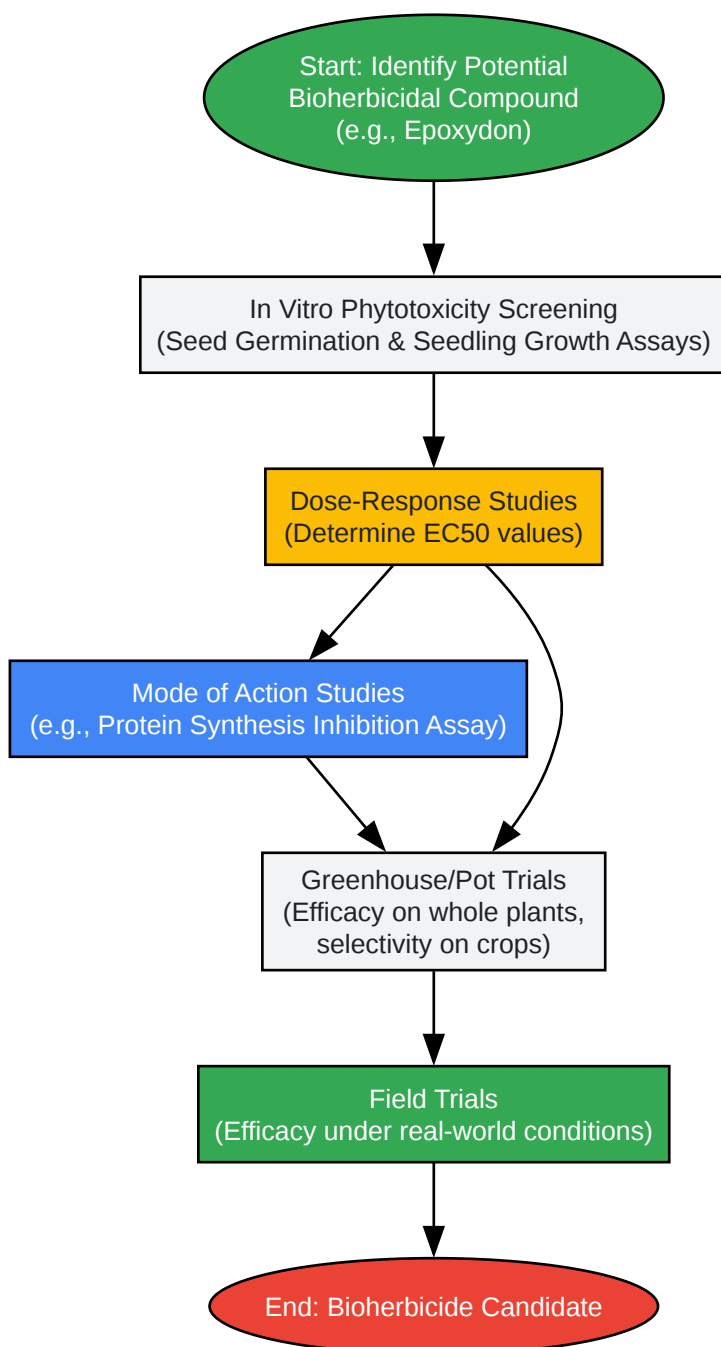 Start: Identify Potential
Bioherbicidal Compound
(e.g., Epoxydon)
In Vitro Phytotoxicity Screening
(Seed Germination & Seedling Growth Assays)
Dose-Response Studies
(Determine EC50 values)
Mode of Action Studies
(e.g., Protein Synthesis Inhibition Assay)
Greenhouse/Pot Trials
(Efficacy on whole plants,
selectivity on crops)
Field Trials
(Efficacy under real-world conditions)
End: Bioherbicide Candidate